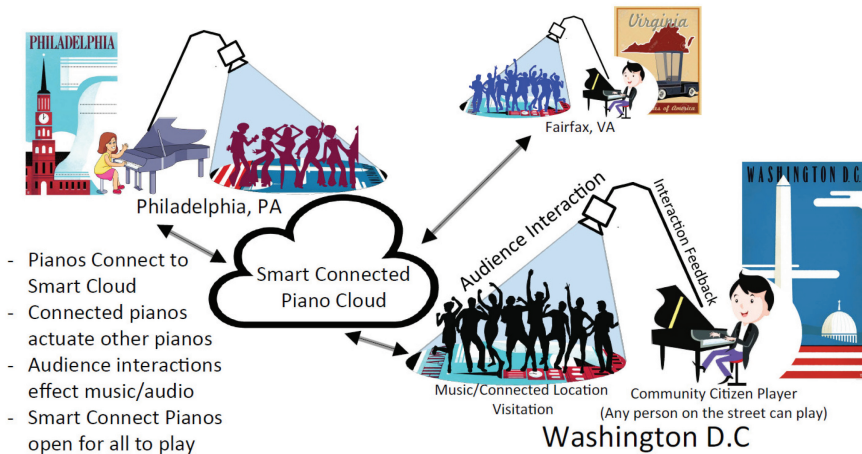 PHILADELPHIA
Virginia
of America
Fairfax, VA
Philadelphia, PA
WASHINGTON D.C
Audience Interaction
Interaction Feedback
Smart Connected
Piano Cloud
- Pianos Connect to
Smart Cloud
- Connected pianos
actuate other pianos
- Audience interactions
effect music/audio
- Smart Connect Pianos
open for all to play
Music/Connected Location
Visitation
Community Citizen Player
(Any person on the street can play)
Washington D.C